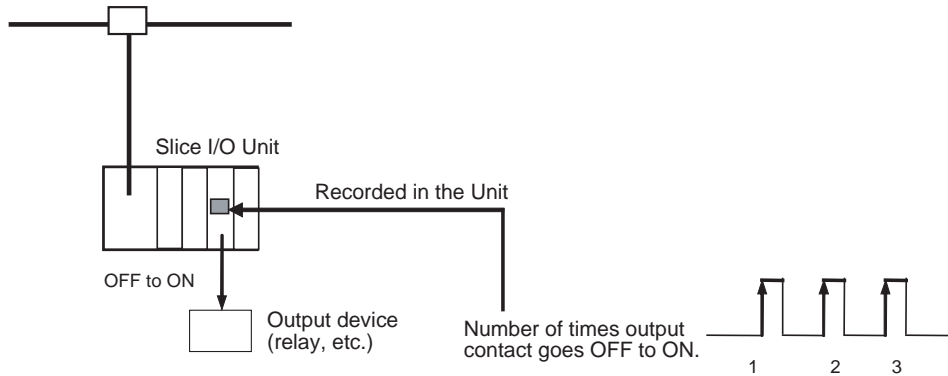 Slice I/O Unit
Recorded in the Unit
OFF to ON
Output device
(relay, etc.)
Number of times output
contact goes OFF to ON.
1 2 3